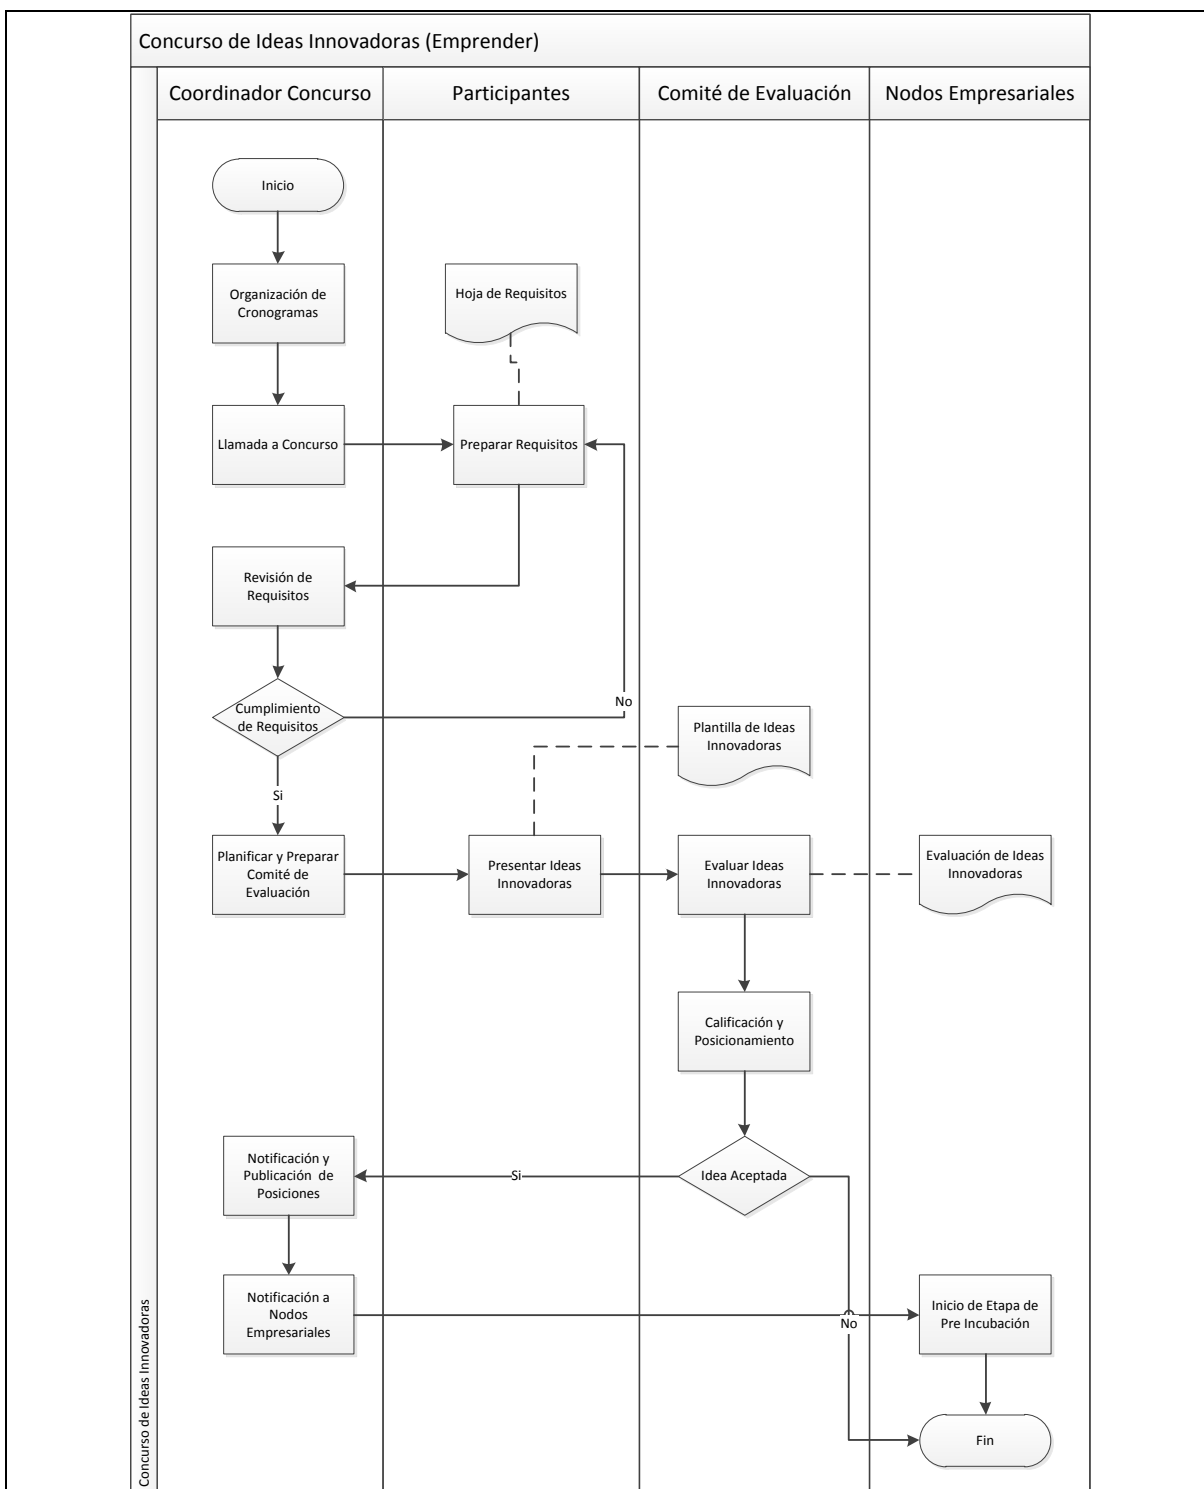 Concurso de Ideas Innovadoras (Emprender)
Coordinador Concurso
Participantes
Comité de Evaluación
Nodos Empresariales
Inicio
Organización de
Cronogramas
Hoja de Requisitos
Llamada a Concurso
Preparar Requisitos
Revisión de
Requisitos
Cumplimiento
de Requisitos
No
Plantilla de Ideas
Innovadoras
Si
Planificar y Preparar
Comité de
Evaluación
Presentar Ideas
Innovadoras
Evaluar Ideas
Innovadoras
Evaluación de Ideas
Innovadoras
Calificación y
Posicionamiento
Notificación y
Publicación de
Posiciones
Si
Idea Aceptada
Notificación a
Nodos
Empresariales
No
Inicio de Etapa de
Pre Incubación
Fin
Concurso de Ideas Innovadoras